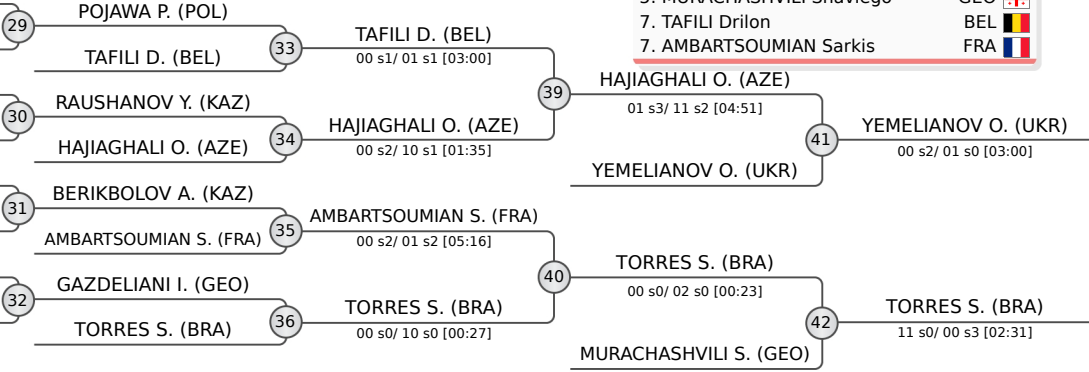 POJAWA P. (POL)
29
TAFILI D. (BEL)
33
TAFILI D. (BEL)
00 s1/ 01 s1 [03:00]
RAUSHANOV Y. (KAZ)
30
HAJIAGHALI O. (AZE)
34
HAJIAGHALI O. (AZE)
00 s2/ 10 s1 [01:35]
39
HAJIAGHALI O. (AZE)
01 s3/ 11 s2 [04:51]
YEMELIANOV O. (UKR)
41
YEMELIANOV O. (UKR)
00 s2/ 01 s0 [03:00]
BERIKBOLOV A. (KAZ)
31
AMBARTSOUMIAN S. (FRA)
35
AMBARTSOUMIAN S. (FRA)
00 s2/ 01 s2 [05:16]
GAZDELIANI I. (GEO)
32
TORRES S. (BRA)
36
TORRES S. (BRA)
00 s0/ 10 s0 [00:27]
40
TORRES S. (BRA)
00 s0/ 02 s0 [00:23]
MURACHASHVILI S. (GEO)
42
TORRES S. (BRA)
11 s0/ 00 s3 [02:31]
7. TAFILI Drilon BEL
7. AMBARTSOUMIAN Sarkis FRA